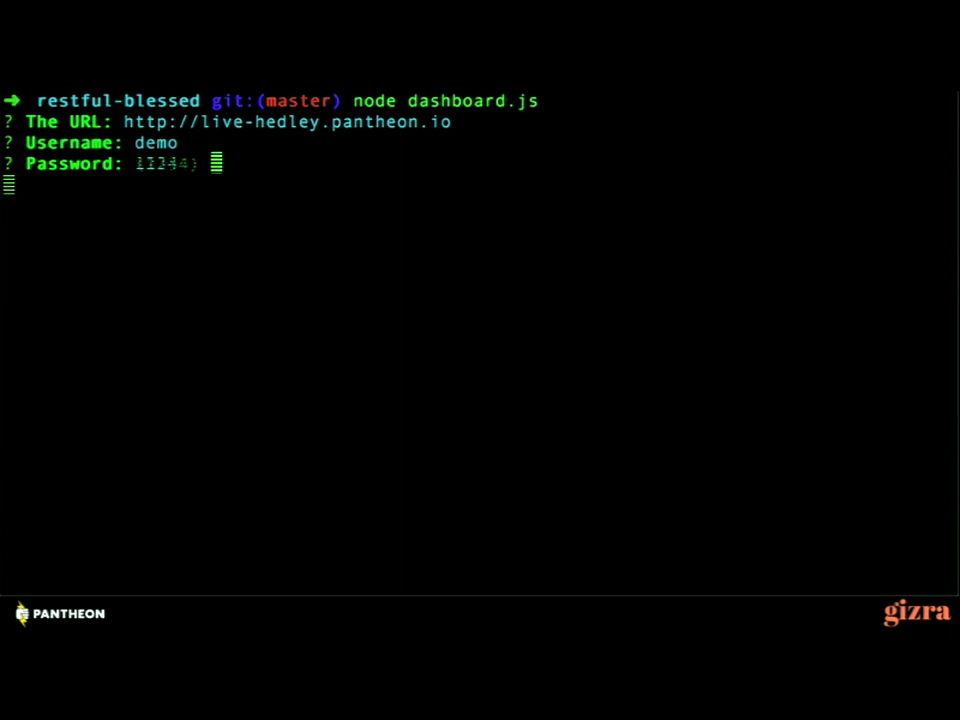 ➜ restful-blessed git:(master) node dashboard.js
? The URL: http://live-hedley.pantheon.io
? Username: demo
? Password:
PANTHEON
gizra